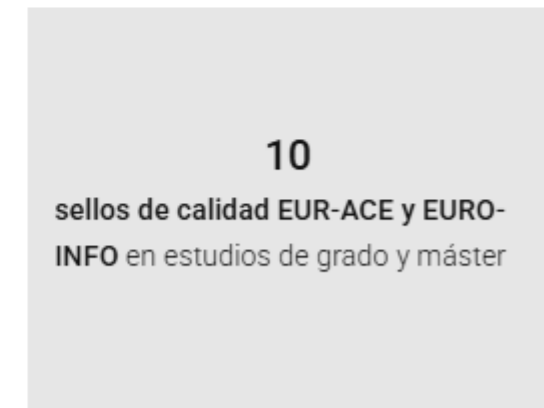 10
sellos de calidad EUR-ACE y EURO-
INFO en estudios de grado y máster